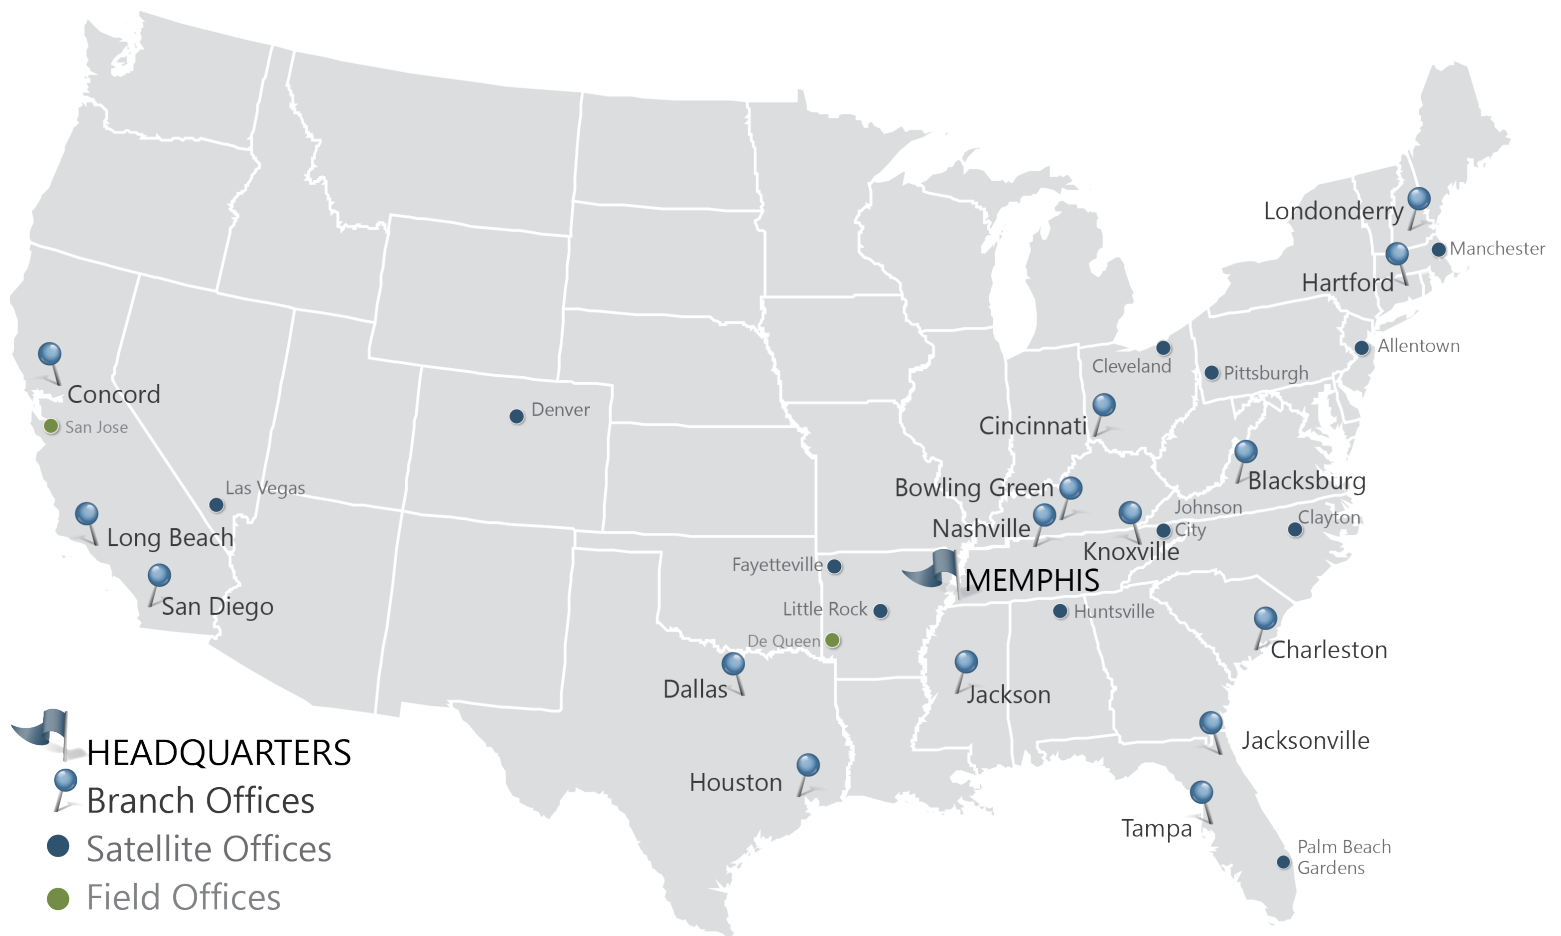 Londonderry
Manchester
Hartford
Allentown
Cleveland
Pittsburgh
Concord
Denver
Cincinnati
San Jose
Blacksburg
Las Vegas
Bowling Green
Johnson
City
Clayton
Nashville
Long Beach
Knoxville
Fayetteville
MEMPHIS
San Diego
Little Rock
Huntsville
De Queen
Charleston
Dallas
Jackson
Jacksonville
HEADQUARTERS
Houston
Branch Offices
Tampa
Satellite Offices
Palm Beach
Gardens
Field Offices